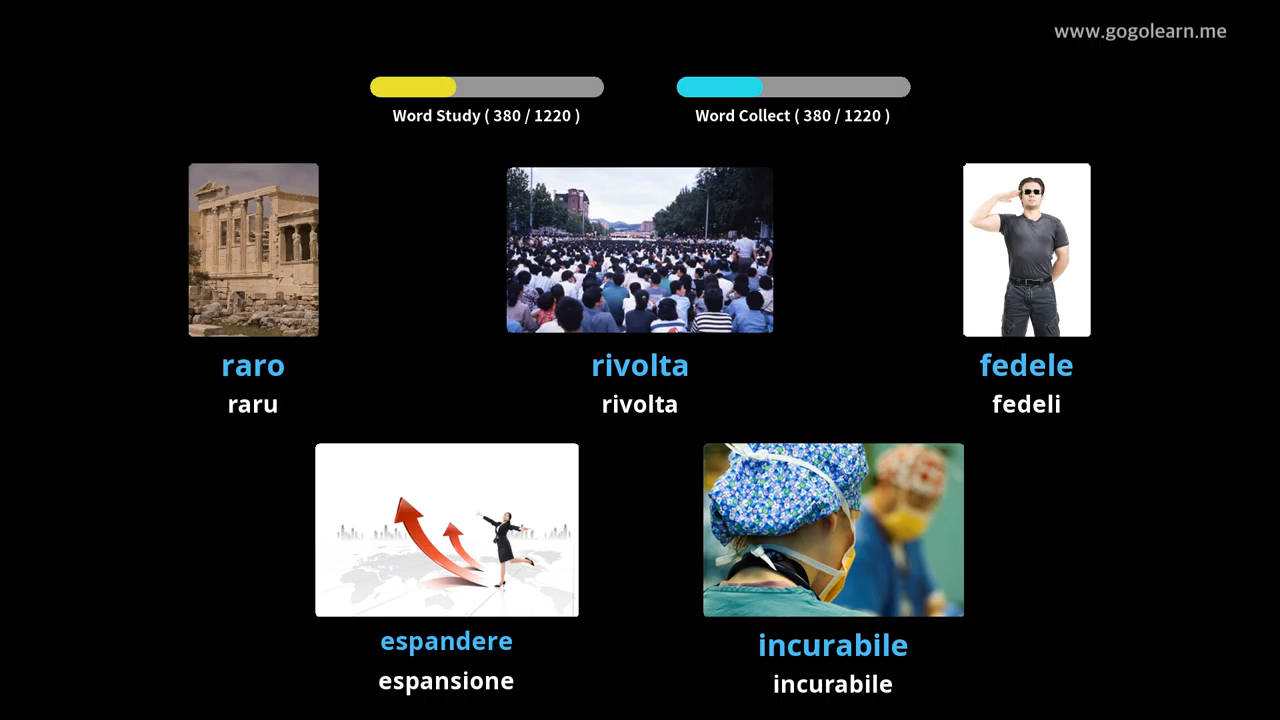 www.gogolearn.me
Word Study ( 380 / 1220 )
Word Collect ( 380 / 1220 )
raro
raru
rivolta
rivolta
fedele
fedeli
espandere
espansione
incurabile
incurabile